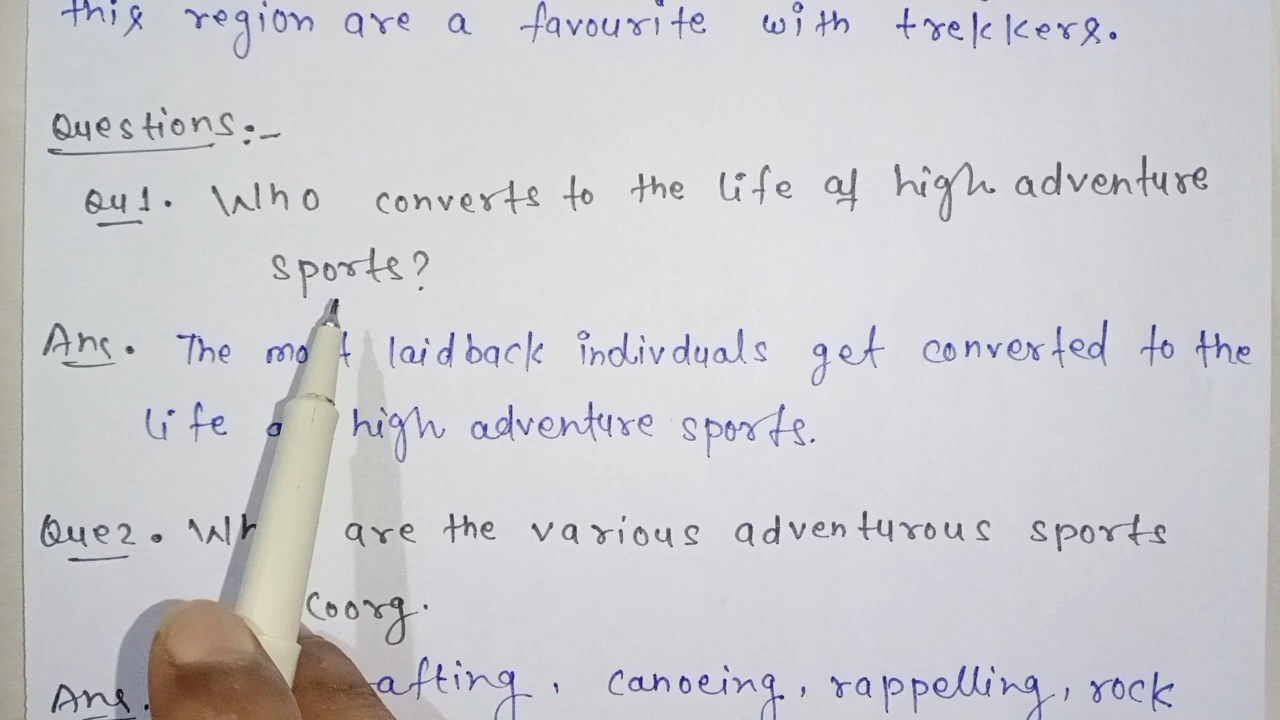 this region are a favourite with trekkers.
Questions:-
Qu1. Who converts to the life of high adventure
sports?
Ans. The laidback indivduals get converted to the
life high adventure sports.
Que2. are the various adventurous sports
coorg.
Ans. canoeing, rappelling, rock